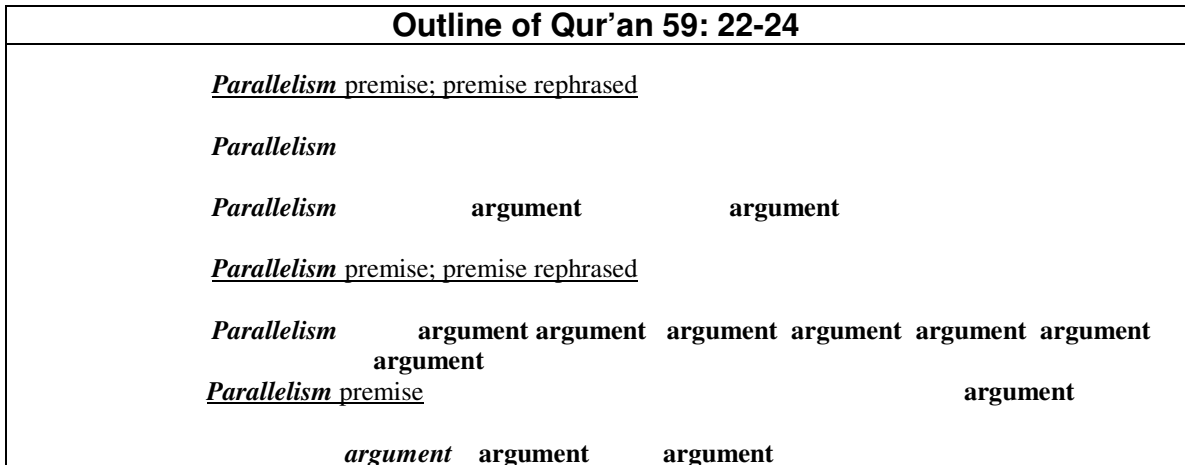 Outline of Qur’an 59: 22-24
Parallelism premise; premise rephrased
Parallelism
Parallelism argument argument
Parallelism premise; premise rephrased
Parallelism argument argument argument argument argument argument
argument
Parallelism premise argument
argument argument argument